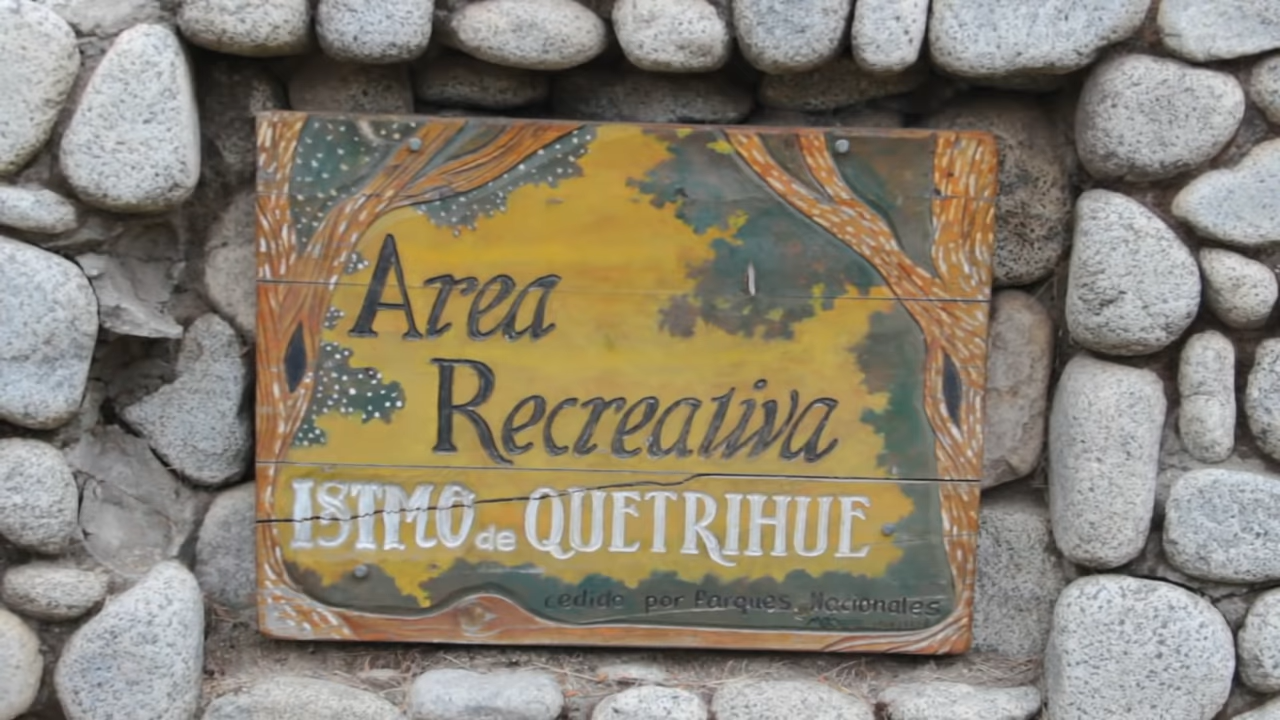 Area
Recreativa
ISTMO de QUETRIHUE
cedido por Parques Nacionales